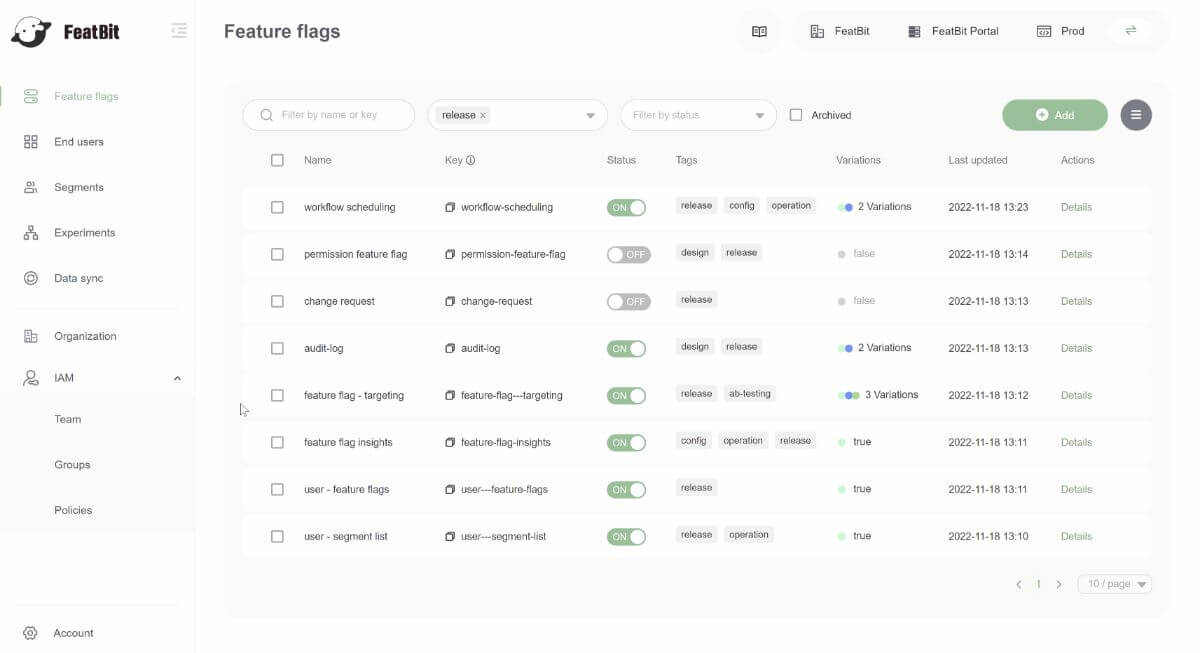 FeatBit
Feature flags
FeatBit FeatBit Portal Prod
Feature flags
End users
Segments
Experiments
Data sync
Organization
IAM
Team
Groups
Policies
Account
Filter by name or key release × Filter by status Archived Add
Name Key Status Tags Variations Last updated Actions
workflow scheduling workflow-scheduling ON release config operation 2 Variations 2022-11-18 13:23 Details
permission feature flag permission-feature-flag OFF design release false 2022-11-18 13:14 Details
change request change-request OFF release false 2022-11-18 13:13 Details
audit-log audit-log ON design release 2 Variations 2022-11-18 13:13 Details
feature flag - targeting feature-flag---targeting ON release ab-testing 3 Variations 2022-11-18 13:12 Details
feature flag insights feature-flag-insights ON config operation release true 2022-11-18 13:11 Details
user - feature flags user---feature-flags ON release true 2022-11-18 13:11 Details
user - segment list user---segment-list ON release operation true 2022-11-18 13:10 Details
< 1 > 10 / page